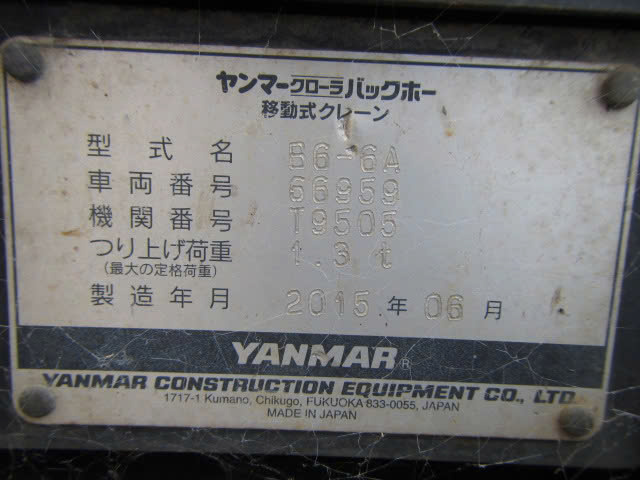 ヤンマークローラバックホー
移動式クレーン
型式名 B6-6A
車両番号 66959
機関番号 T9505
つり上げ荷重 1.3 t
(最大の定格荷重)
製造年月 2015 年 06 月
YANMAR®
YANMAR CONSTRUCTION EQUIPMENT CO., LTD.
1717-1 Kumano, Chikugo, FUKUOKA 833-0055, JAPAN
MADE IN JAPAN